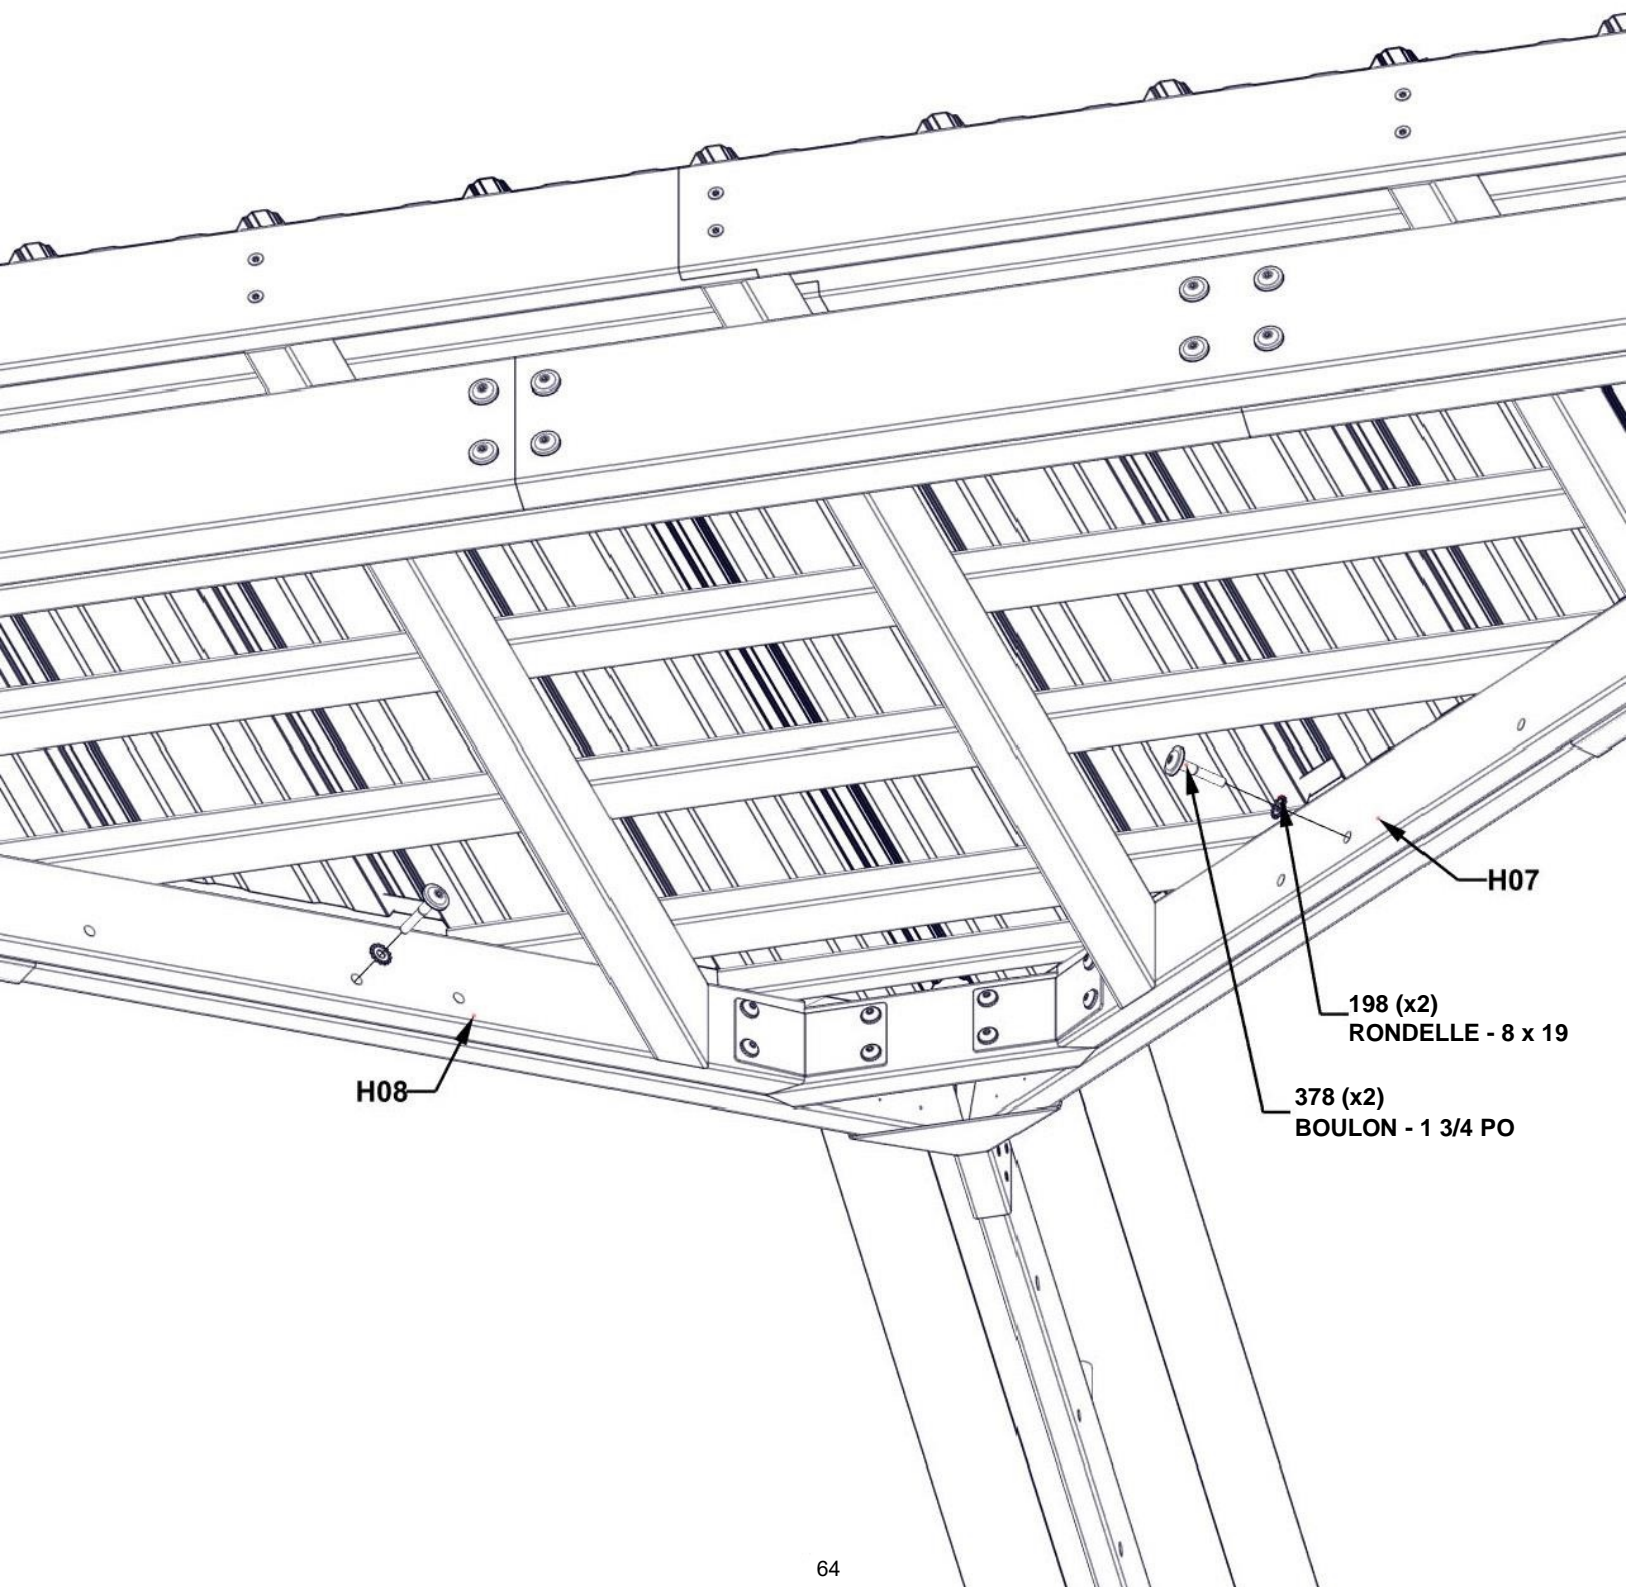 H07
198 (x2)
RONDELLE - 8 x 19
H08
378 (x2)
BOULON - 1 3/4 PO
64